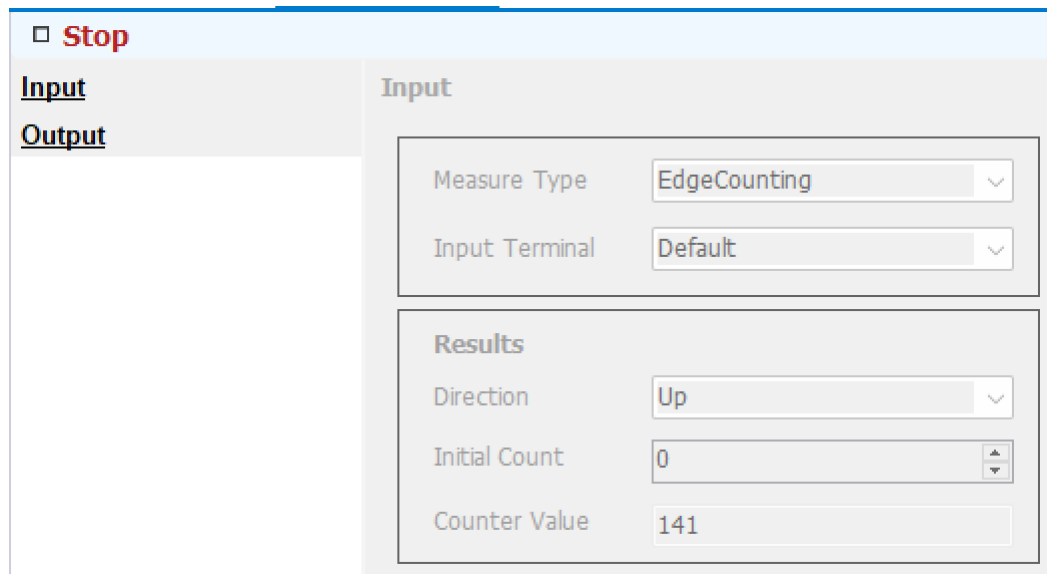 Stop
Input
Output
Input
Measure Type EdgeCounting
Input Terminal Default
Results
Direction Up
Initial Count 0
Counter Value 141